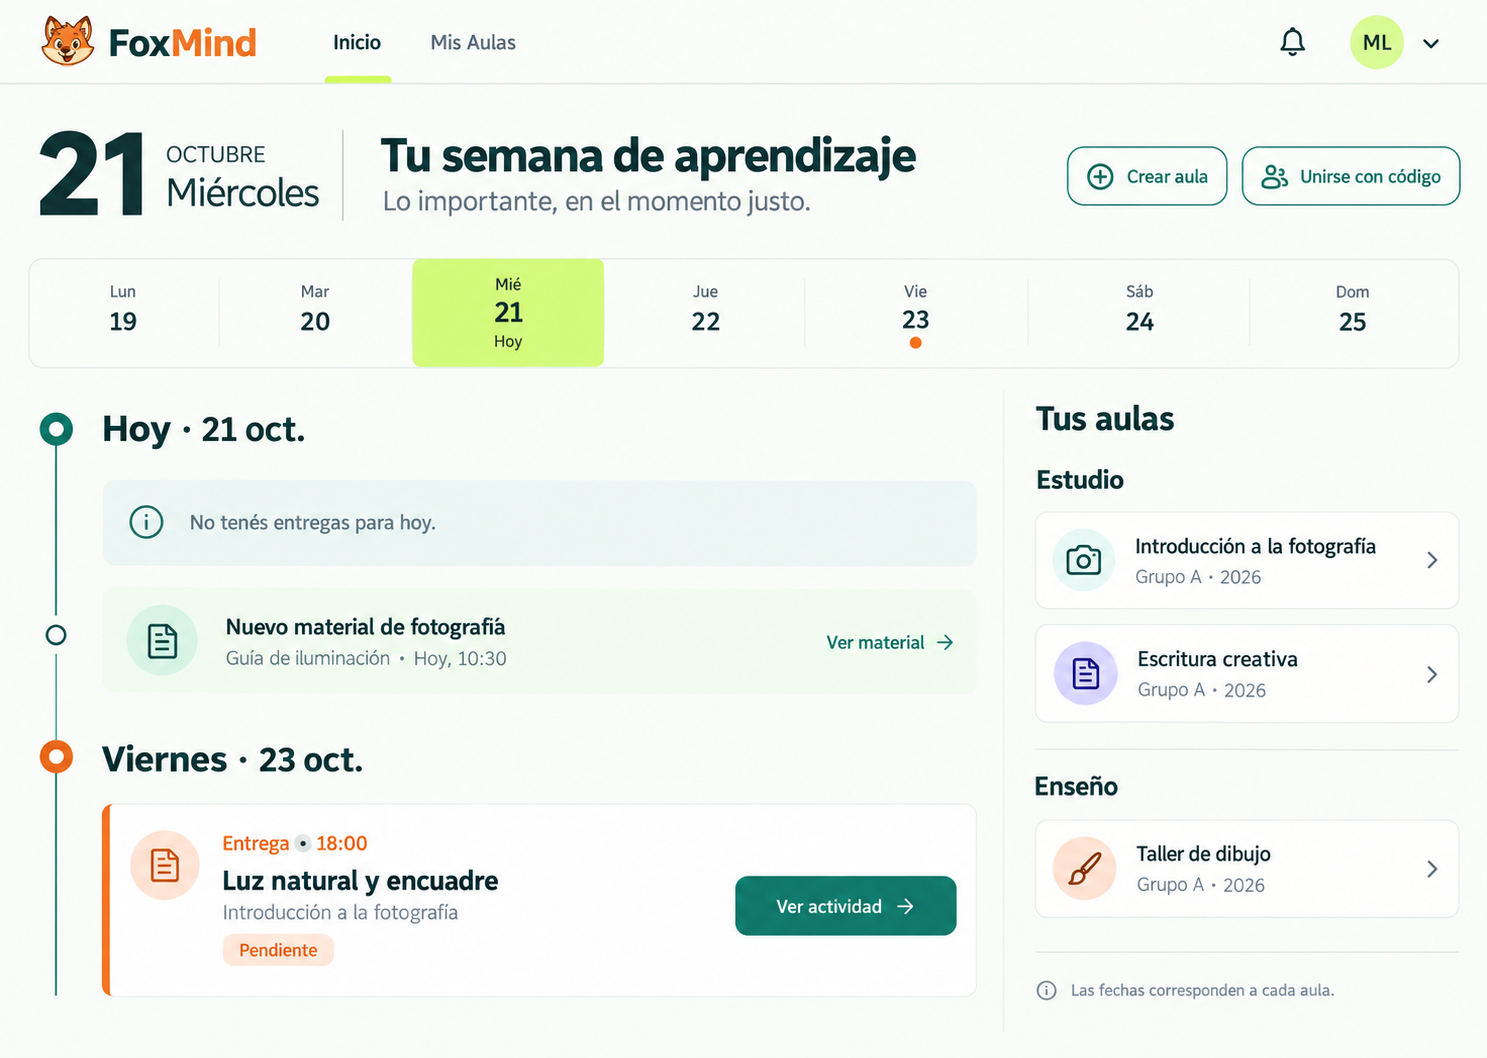 FoxMind
Inicio
Mis Aulas
ML
21
OCTUBRE
Miércoles
Tu semana de aprendizaje
Lo importante, en el momento justo.
Crear aula
Unirse con código
Lun
19
Mar
20
Mié
21
Hoy
Jue
22
Vie
23
Sáb
24
Dom
25
Hoy · 21 oct.
No tenés entregas para hoy.
Nuevo material de fotografíá
Guía de iluminación • Hoy, 10:30
Ver material →
Viernes · 23 oct.
Entrega • 18:00
Luz natural y encuadre
Introducción a la fotografía
Pendiente
Ver actividad →
Tus aulas
Estudio
Introducción a la fotografía
Grupo A • 2026
Escritura creativa
Grupo A • 2026
Enseño
Taller de dibujo
Grupo A • 2026
Las fechas corresponden a cada aula.